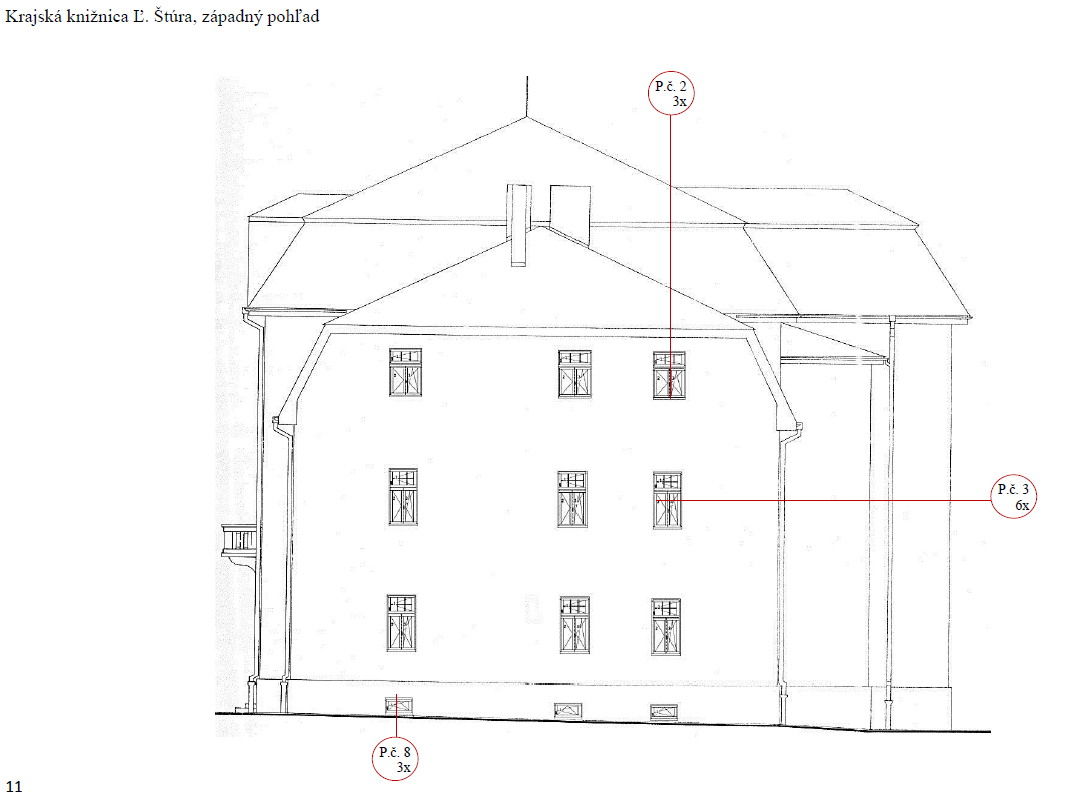 Krajská knižnica Ľ. Štúra, západný pohľad
P.č. 2
3x
P.č. 3
6x
P.č. 8
3x
11